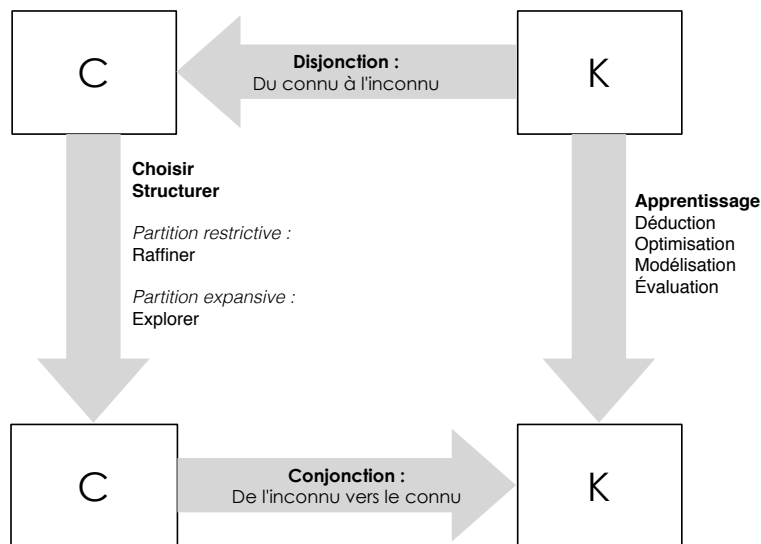 C
Disjonction :
Du connu à l'inconnu
K
Choisir
Structurer
Partition restrictive :
Raffiner
Partition expansive :
Explorer
Apprentissage
Déduction
Optimisation
Modélisation
Évaluation
C
Conjonction :
De l'inconnu vers le connu
K